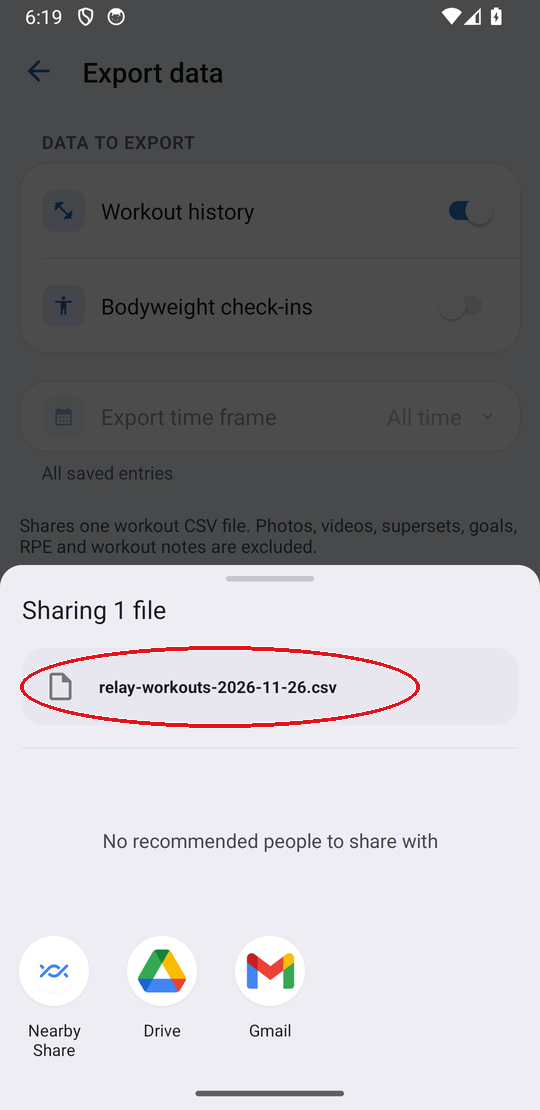 6:19
Export data
DATA TO EXPORT
Workout history
Bodyweight check-ins
Export time frame All time
All saved entries
Shares one workout CSV file. Photos, videos, supersets, goals,
RPE and workout notes are excluded.
Sharing 1 file
relay-workouts-2026-11-26.csv
No recommended people to share with
Nearby
Share
Drive
Gmail